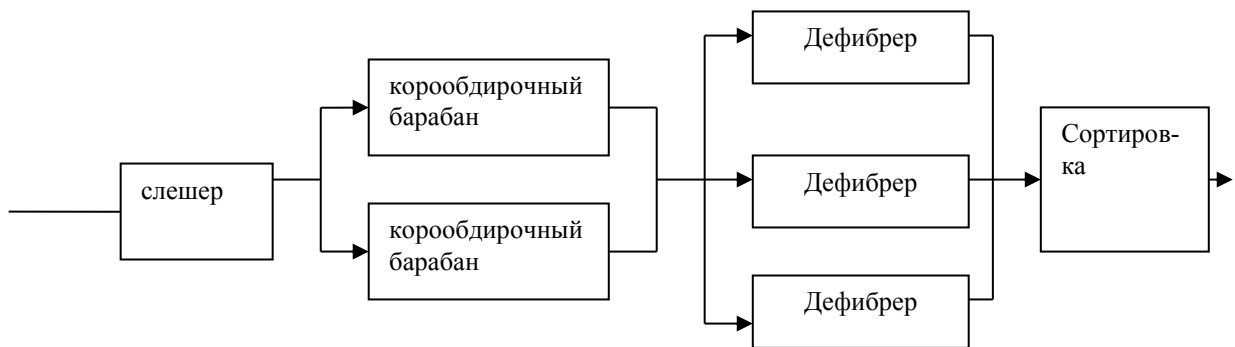 слешер
корообдирочный
барабан
корообдирочный
барабан
Дефибрер
Дефибрер
Дефибрер
Сортиров-
ка